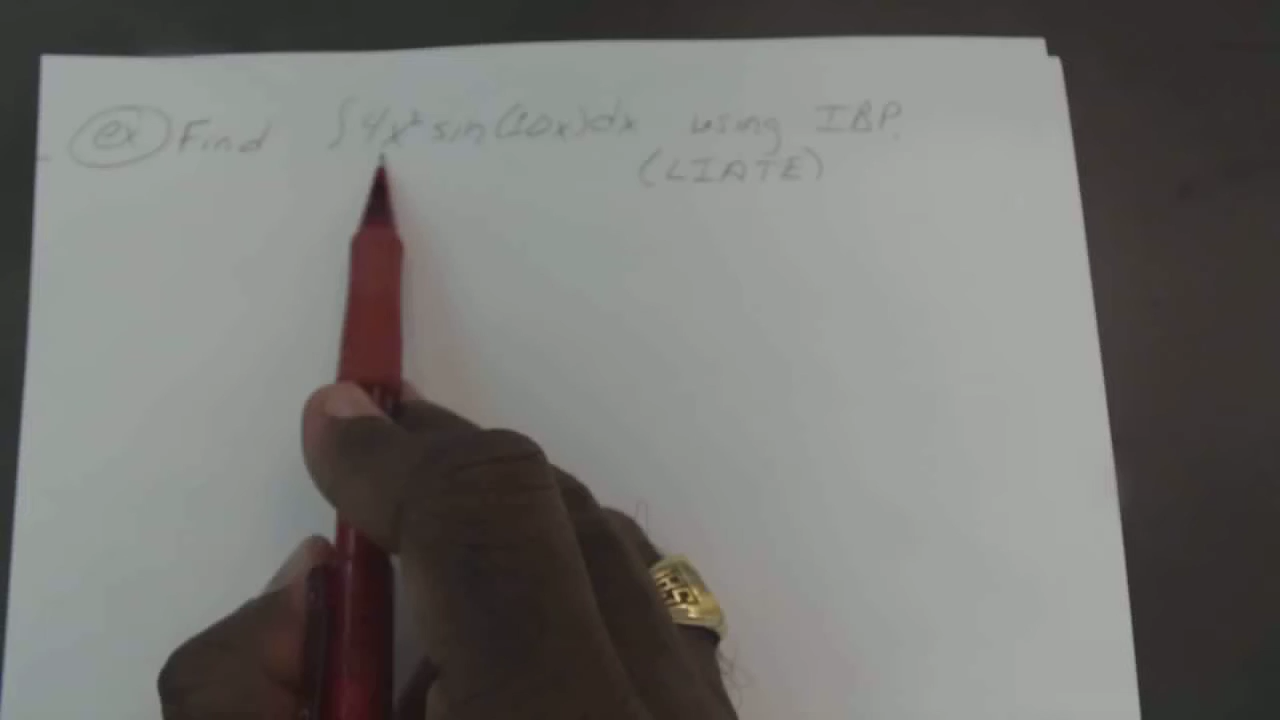 ex Find ∫4x² sin(10x)dx using IBP.
(LIATE)